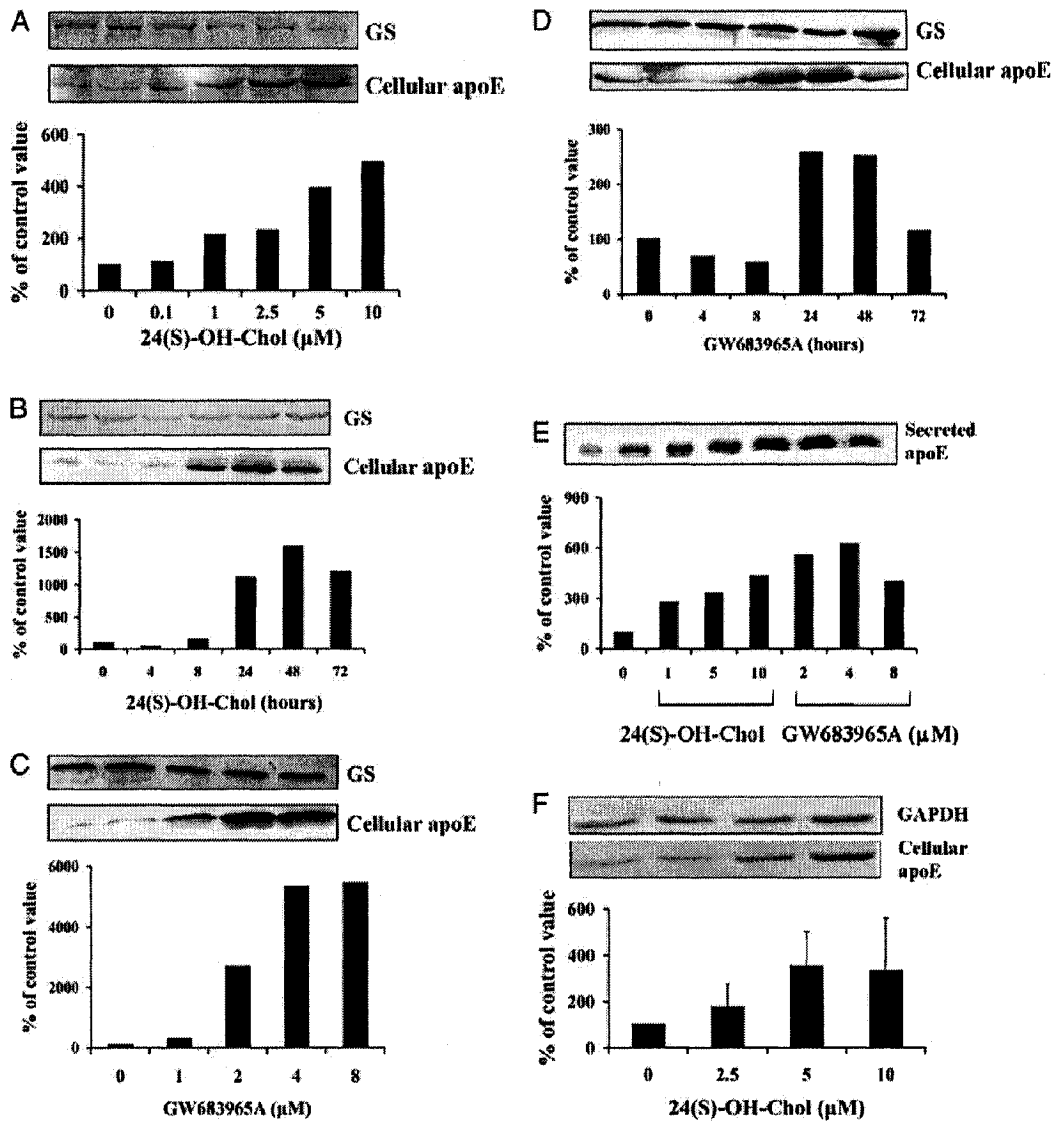 A
GS
Cellular apoE
% of control value
600
400
200
0
0 0.1 1 2.5 5 10
24(S)-OH-Chol (µM)
B
GS
Cellular apoE
% of control value
2000
1500
1000
500
0
0 4 8 24 48 72
24(S)-OH-Chol (hours)
C
GS
Cellular apoE
% of control value
6000
4000
2000
0
0 1 2 4 8
GW683965A (µM)
D
GS
Cellular apoE
% of control value
300
200
100
0
0 4 8 24 48 72
GW683965A (hours)
E
Secreted
apoE
% of control value
900
600
300
0
0 1 5 10 2 4 8
24(S)-OH-Chol GW683965A (µM)
F
GAPDH
Cellular
apoE
% of control value
600
400
200
0
0 2.5 5 10
24(S)-OH-Chol (µM)